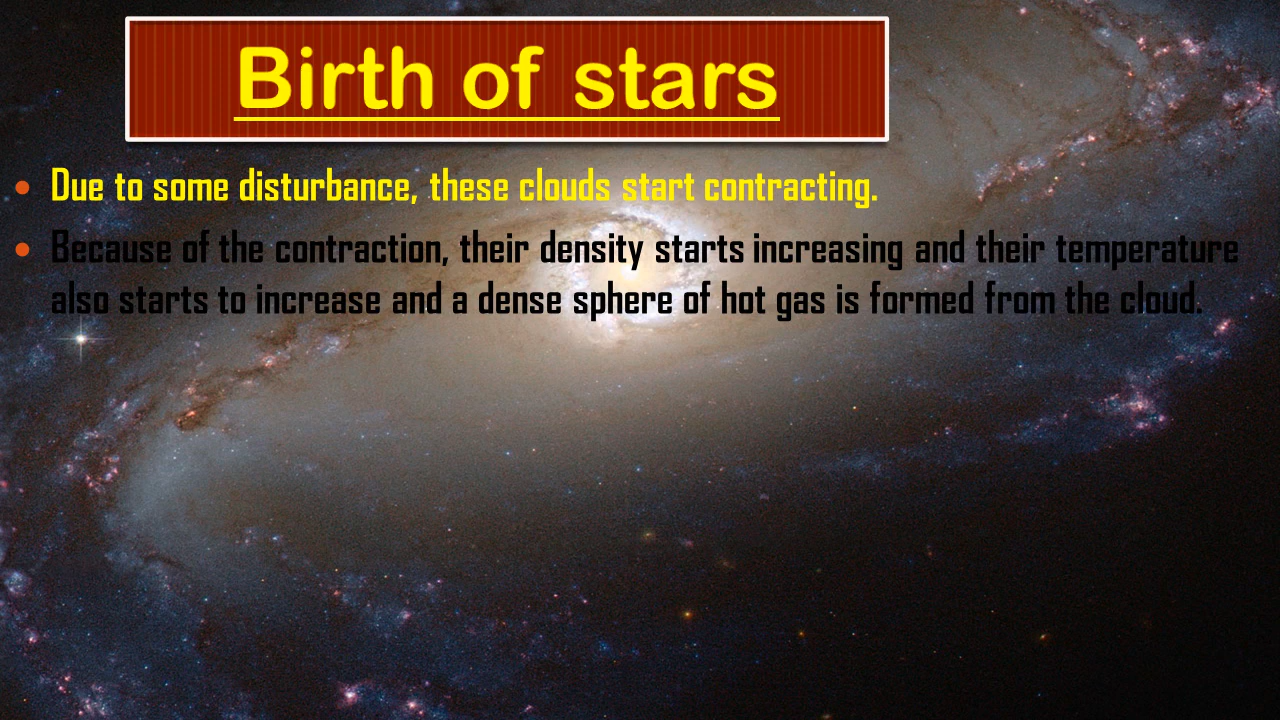 Birth of stars
Due to some disturbance, these clouds start contracting.
Because of the contraction, their density starts increasing and their temperature
also starts to increase and a dense sphere of hot gas is formed from the cloud.